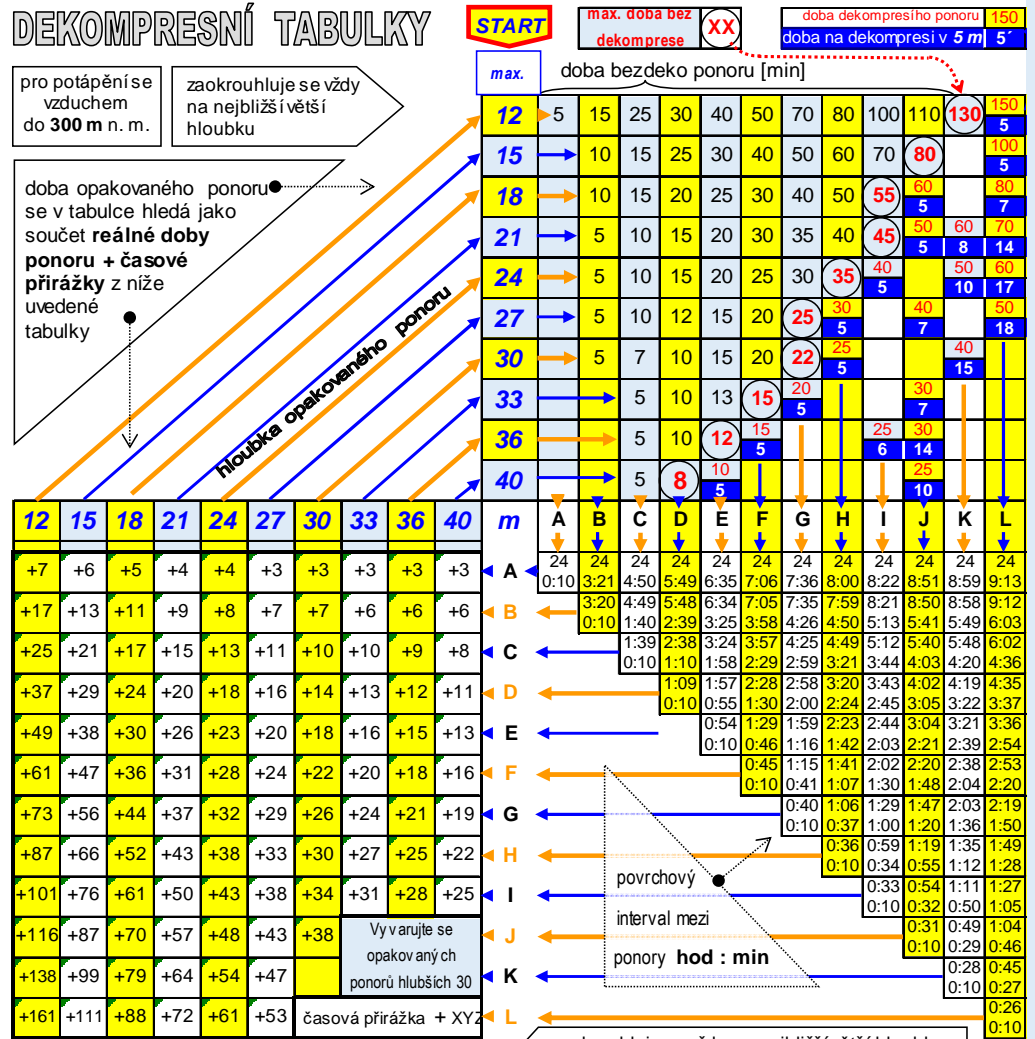 DEKOMPRESNÍ TABULKY
START
max. doba bez dekomprese
XX
doba dekompresího ponoru 150
doba na dekompresi v 5 m 5´
pro potápění se
vzduchem
do 300 m n. m.
zaokrouhluje se vždy
na nejbližší větší
hloubku
max.
doba bezdeko ponoru [min]
12 5 15 25 30 40 50 70 80 100 110 130 150
5
15 10 15 25 30 40 50 60 70 80 100
5
18 10 15 20 25 30 40 50 55 60 80
5 7
21 5 10 15 20 30 35 40 45 50 60 70
5 8 14
24 5 10 15 20 25 30 35 40 50 60
5 10 17
27 5 10 12 15 20 25 30 40 50
5 7 18
30 5 7 10 15 20 22 25 40
5 15
33 5 10 13 15 20 30
5 7
36 5 10 12 15 25 30
5 6 14
40 5 8 10 25
5 10
doba opakovaného ponoru
se v tabulce hledá jako
součet reálné doby
ponoru + časové
přirážky z níže
uvedené
tabulky
hloubka opakovaného ponoru
12 15 18 21 24 27 30 33 36 40 m A B C D E F G H I J K L
+7 +6 +5 +4 +4 +3 +3 +3 +3 +3 A 24 24 24 24 24 24 24 24 24 24 24 24
0:10 3:21 4:50 5:49 6:35 7:06 7:36 8:00 8:22 8:51 8:59 9:13
+17 +13 +11 +9 +8 +7 +7 +6 +6 +6 B 3:20 4:49 5:48 6:34 7:05 7:35 7:59 8:21 8:50 8:58 9:12
0:10 1:40 2:39 3:25 3:58 4:26 4:50 5:13 5:41 5:49 6:03
+25 +21 +17 +15 +13 +11 +10 +10 +9 +8 C 1:39 2:38 3:24 3:57 4:25 4:49 5:12 5:40 5:48 6:02
0:10 1:10 1:58 2:29 2:59 3:21 3:44 4:03 4:20 4:36
+37 +29 +24 +20 +18 +16 +14 +13 +12 +11 D 1:09 1:57 2:28 2:58 3:20 3:43 4:02 4:19 4:35
0:10 0:55 1:30 2:00 2:24 2:45 3:05 3:22 3:37
+49 +38 +30 +26 +23 +20 +18 +16 +15 +13 E 0:54 1:29 1:59 2:23 2:44 3:04 3:21 3:36
0:10 0:46 1:16 1:42 2:03 2:21 2:39 2:54
+61 +47 +36 +31 +28 +24 +22 +20 +18 +16 F 0:45 1:15 1:41 2:02 2:20 2:38 2:53
0:10 0:41 1:07 1:30 1:48 2:04 2:20
+73 +56 +44 +37 +32 +29 +26 +24 +21 +19 G 0:40 1:06 1:29 1:47 2:03 2:19
0:10 0:37 1:00 1:20 1:36 1:50
+87 +66 +52 +43 +38 +33 +30 +27 +25 +22 H 0:36 0:59 1:19 1:35 1:49
0:10 0:34 0:55 1:12 1:28
+101 +76 +61 +50 +43 +38 +34 +31 +28 +25 I 0:33 0:54 1:11 1:27
0:10 0:32 0:50 1:05
+116 +87 +70 +57 +48 +43 +38 J 0:31 0:49 1:04
0:10 0:29 0:46
+138 +99 +79 +64 +54 +47 K 0:28 0:45
0:10 0:27
+161 +111 +88 +72 +61 +53 časová přirážka + XYZ L 0:26
0:10
Vyvarujte se
opakovaných
ponorů hlubších 30
povrchový
interval mezi
ponory hod : min